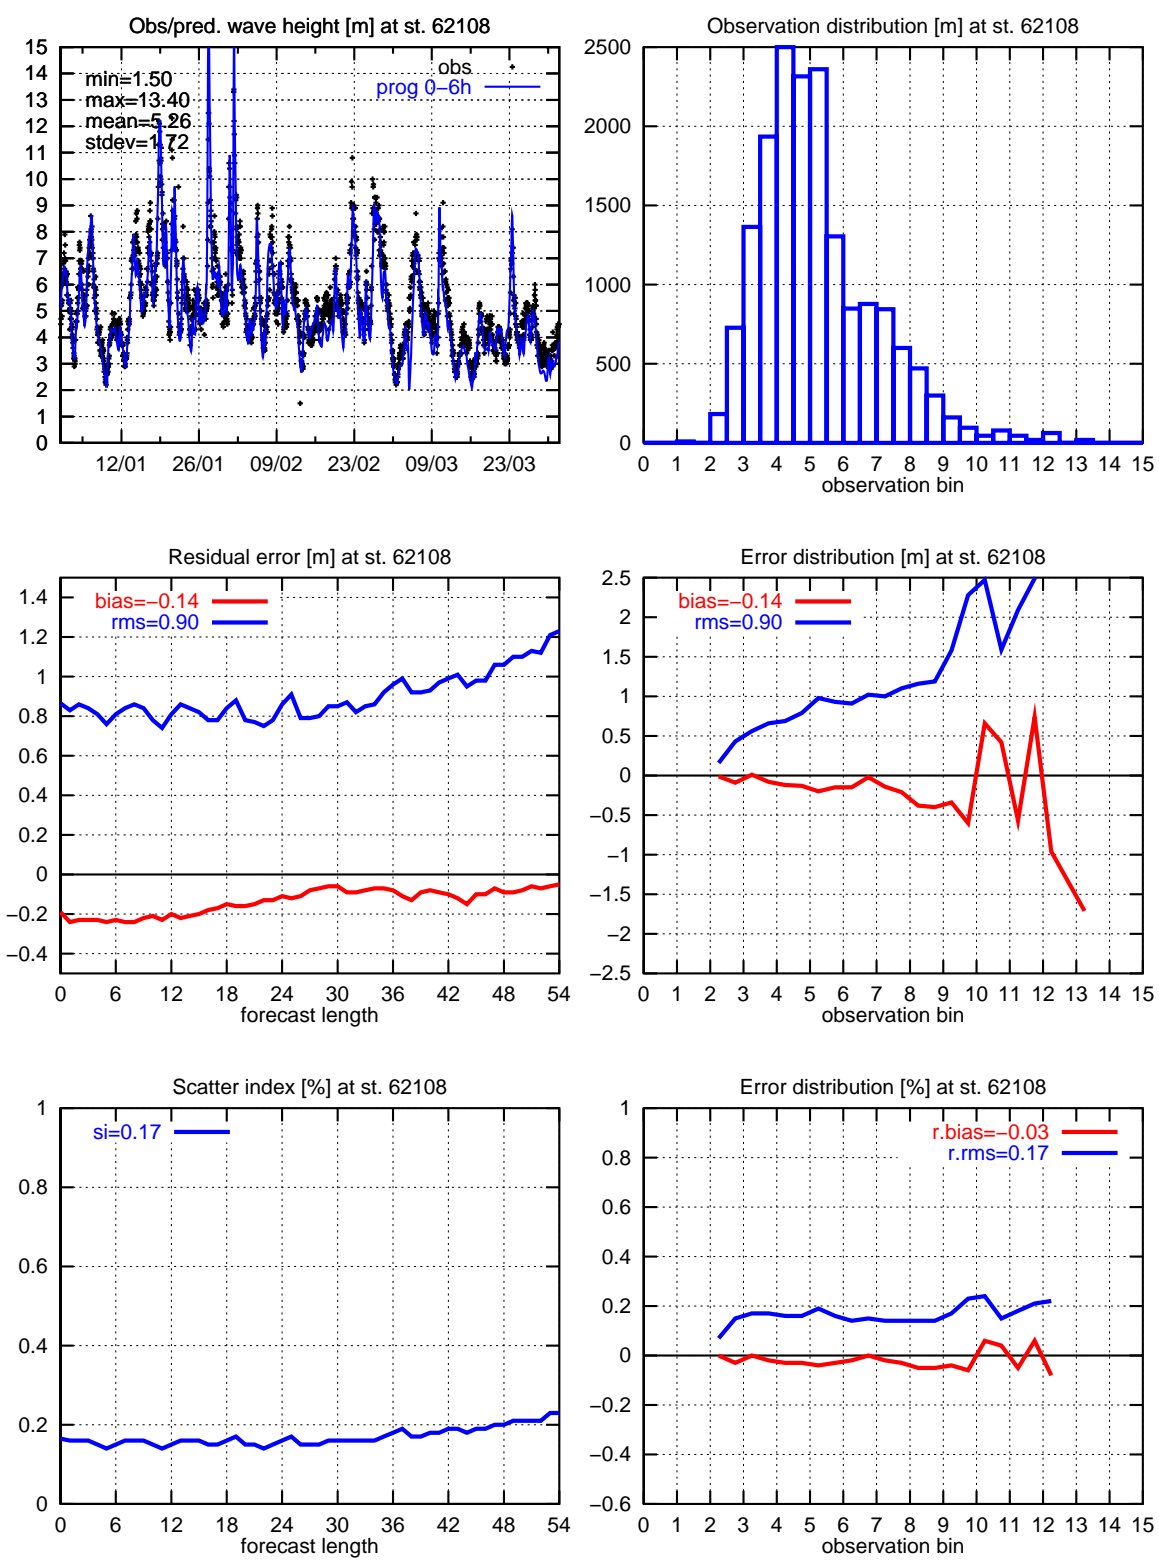 Obs/pred. wave height [m] at st. 62108
15
14
13
12
11
10
9
8
7
6
5
4
3
2
1
0
min=1.50
max=13.40
mean=5.26
stdev=1.72
obs
prog 0−6h
12/01 26/01 09/02 23/02 09/03 23/03
Observation distribution [m] at st. 62108
2500
2000
1500
1000
500
0
0 1 2 3 4 5 6 7 8 9 10 11 12 13 14 15
observation bin
Residual error [m] at st. 62108
1.4
1.2
1
0.8
0.6
0.4
0.2
0
−0.2
−0.4
bias=−0.14
rms=0.90
0 6 12 18 24 30 36 42 48 54
forecast length
Error distribution [m] at st. 62108
2.5
2
1.5
1
0.5
0
−0.5
−1
−1.5
−2
−2.5
bias=−0.14
rms=0.90
0 1 2 3 4 5 6 7 8 9 10 11 12 13 14 15
observation bin
Scatter index [%] at st. 62108
1
0.8
0.6
0.4
0.2
0
si=0.17
0 6 12 18 24 30 36 42 48 54
forecast length
Error distribution [%] at st. 62108
1
0.8
0.6
0.4
0.2
0
−0.2
−0.4
−0.6
r.bias=−0.03
r.rms=0.17
0 1 2 3 4 5 6 7 8 9 10 11 12 13 14 15
observation bin